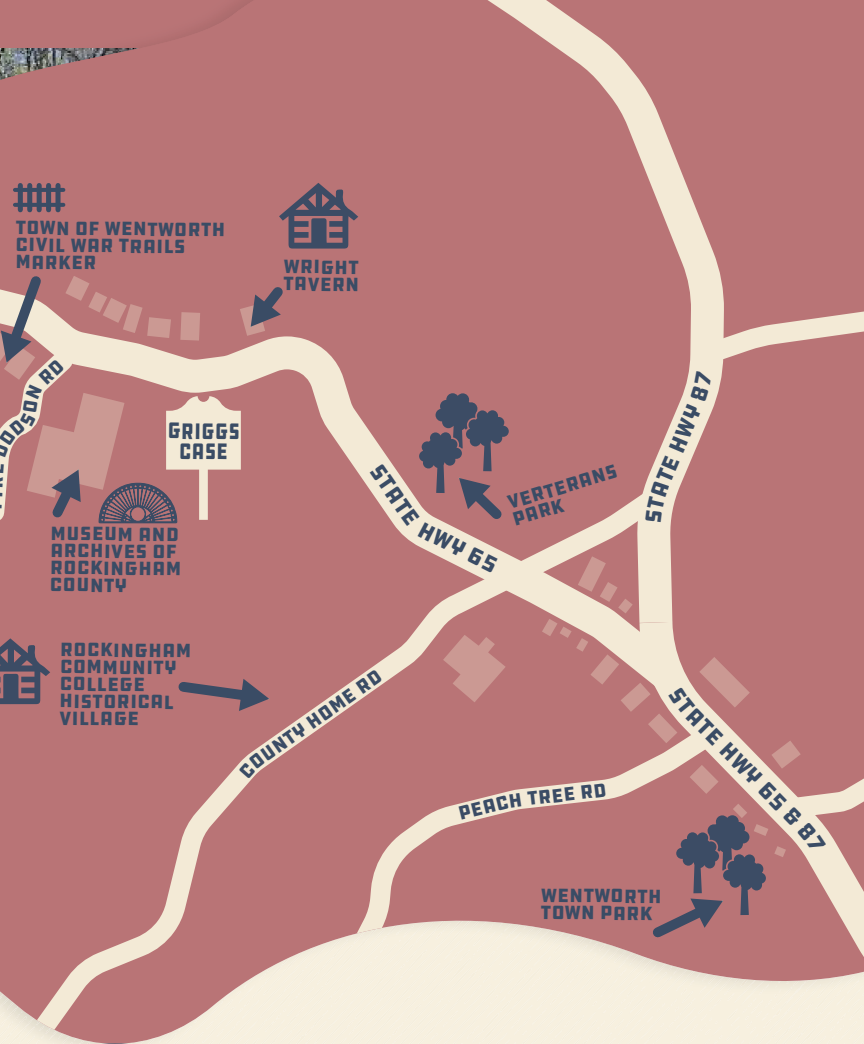 TOWN OF WENTWORTH
CIVIL WAR TRAILS
MARKER
WRIGHT
TAVERN
DODSON RD
GRIGGS
CASE
MUSEUM AND
ARCHIVES OF
ROCKINGHAM
COUNTY
STATE HWY 65
VERTERANS
PARK
STATE HWY 87
ROCKINGHAM
COMMUNITY
COLLEGE
HISTORICAL
VILLAGE
COUNTY HOME RD
PEACH TREE RD
STATE HWY 65 & 87
WENTWORTH
TOWN PARK